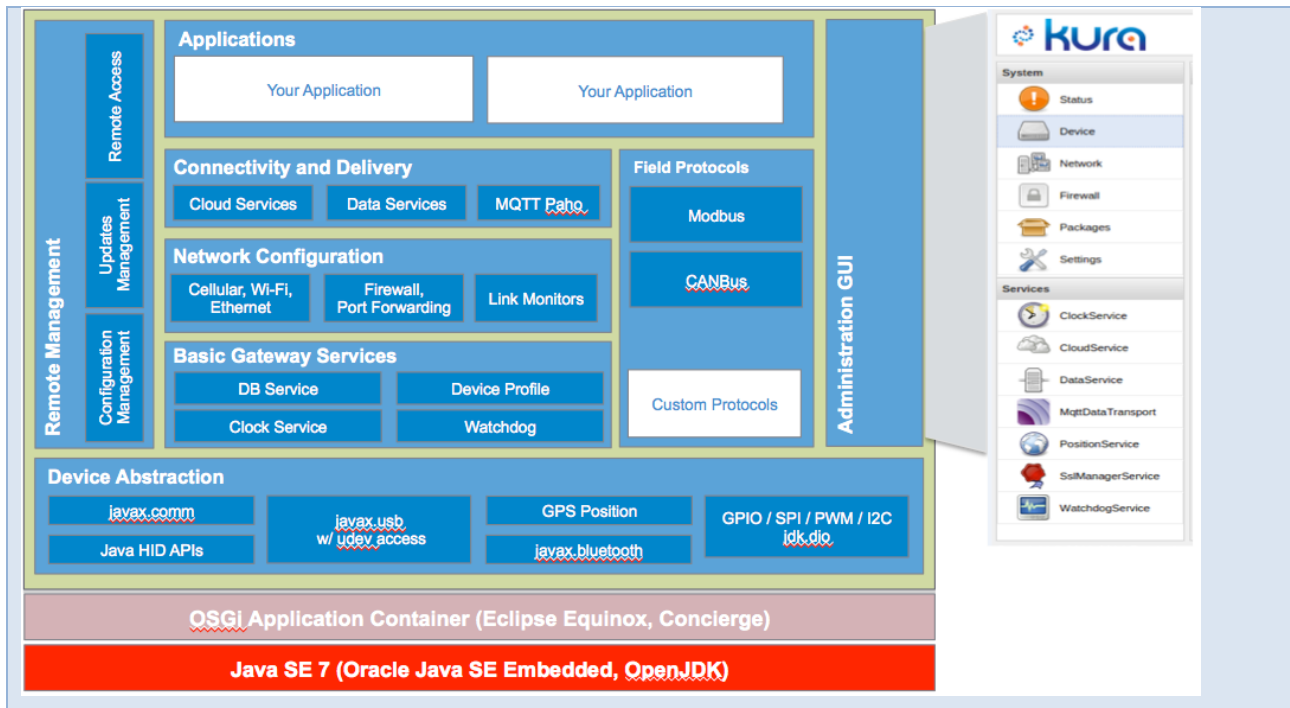 Applications
Your Application
Your Application
Remote Management
Remote Access
Updates
Management
Configuration
Management
Connectivity and Delivery
Cloud Services
Data Services
MQTT Paho
Network Configuration
Cellular, Wi-Fi,
Ethernet
Firewall,
Port Forwarding
Link Monitors
Basic Gateway Services
DB Service
Device Profile
Clock Service
Watchdog
Field Protocols
Modbus
CANBus
Custom Protocols
Administration GUI
Device Abstraction
javax.comm
Java HID APIs
javax.usb
w/ udev access
GPS Position
javax.bluetooth
GPIO / SPI / PWM / I2C
jdk.dio
OSGi Application Container (Eclipse Equinox, Concierge)
Java SE 7 (Oracle Java SE Embedded, OpenJDK)
kura
System
Status
Device
Network
Firewall
Packages
Settings
Services
ClockService
CloudService
DataService
MqttDataTransport
PositionService
SslManagerService
WatchdogService